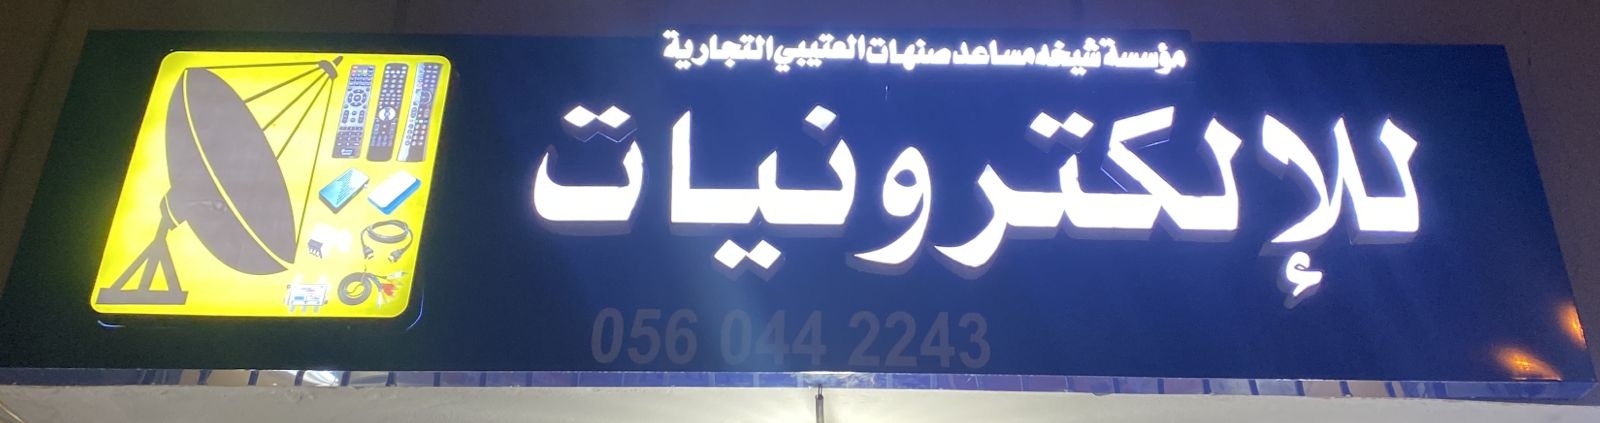 مؤسسة شيخه مساعد صنهات العتيبي التجارية
للإلكترونيات
056 044 2243